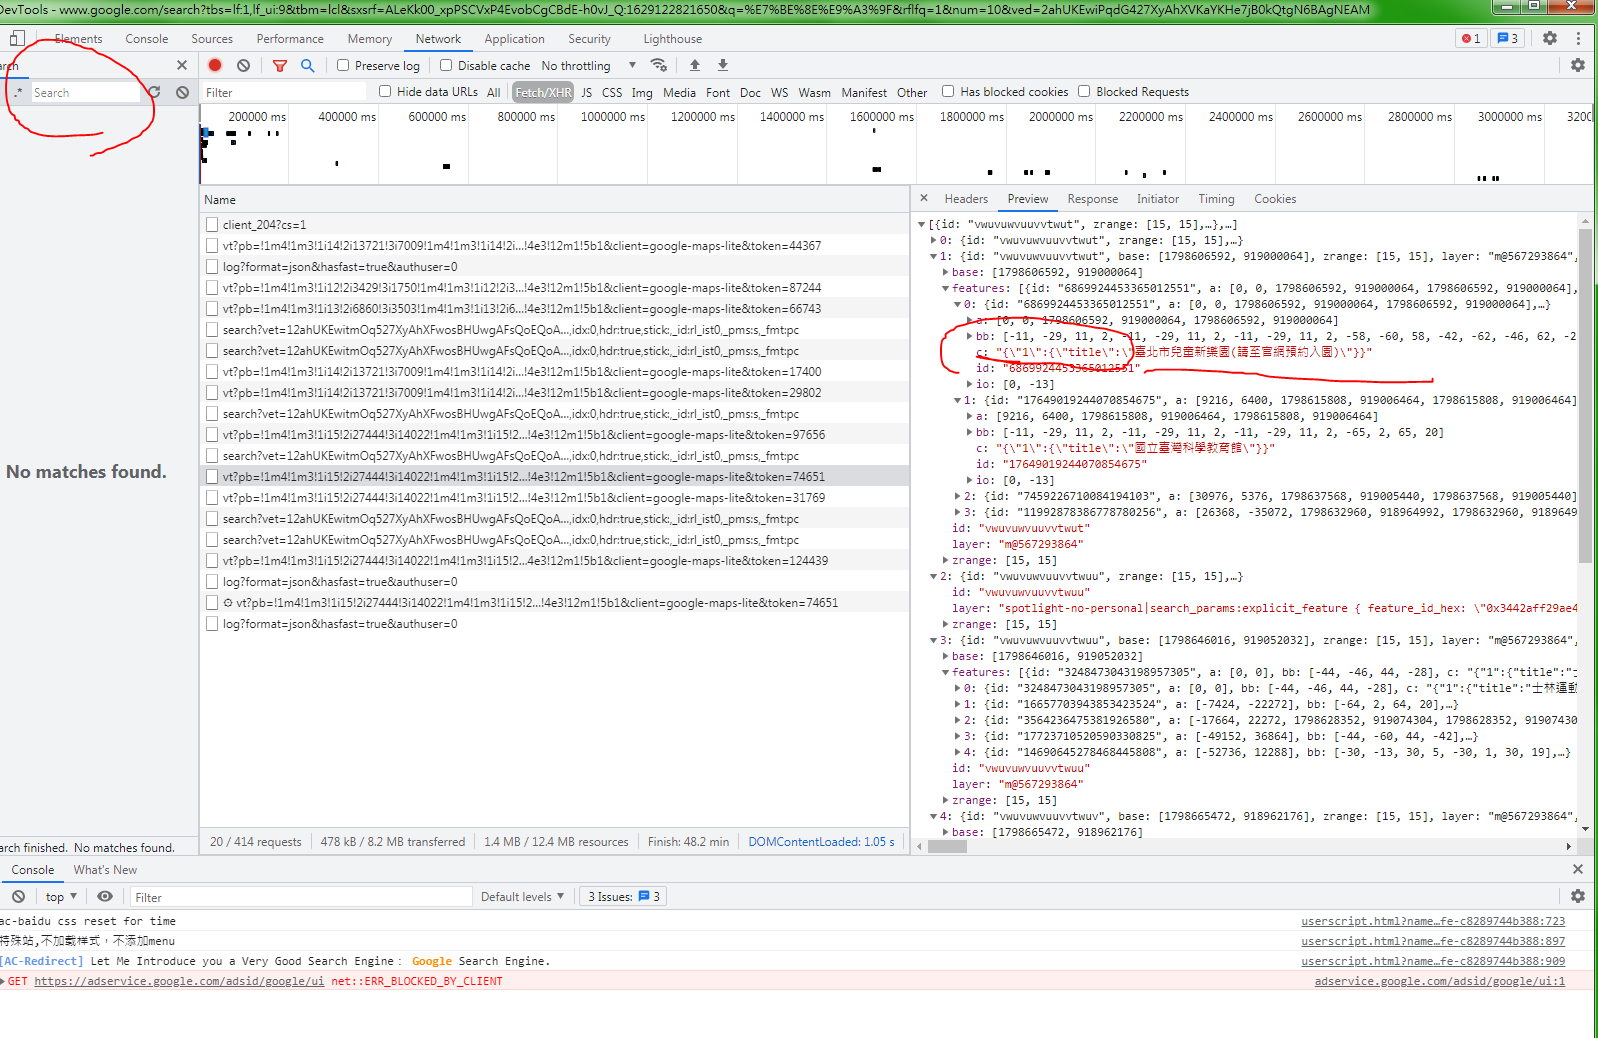 DevTools - www.google.com/search?tbs=lf:1,lf_ui:9&tbm=lcl&sxsrf=ALeKk00_xpPSCVxP4EvobCgCBdE-h0vJ_Q:1629122821650&q=%E7%BE%8E%E9%A3%9F&rflfq=1&num=10&ved=2ahUKEwiPqdG427XyAhXVKaYKHe7jB0kQtgN6BAgNEAM
Elements Console Sources Performance Memory Network Application Security Lighthouse 1 3
arch Preserve log Disable cache No throttling
.* Search Filter Hide data URLs All Fetch/XHR JS CSS Img Media Font Doc WS Wasm Manifest Other Has blocked cookies Blocked Requests
200000 ms 400000 ms 600000 ms 800000 ms 1000000 ms 1200000 ms 1400000 ms 1600000 ms 1800000 ms 2000000 ms 2200000 ms 2400000 ms 2600000 ms 2800000 ms 3000000 ms 3200
No matches found.
arch finished. No matches found.
Name
client_204?cs=1
vt?pb=!1m4!1m3!1i14!2i13721!3i7009!1m4!1m3!1i14!2i...!4e3!12m1!5b1&client=google-maps-lite&token=44367
log?format=json&hasfast=true&authuser=0
vt?pb=!1m4!1m3!1i12!2i3429!3i1750!1m4!1m3!1i12!2i3...!4e3!12m1!5b1&client=google-maps-lite&token=87244
vt?pb=!1m4!1m3!1i13!2i6860!3i3503!1m4!1m3!1i13!2i6...!4e3!12m1!5b1&client=google-maps-lite&token=66743
search?vet=12ahUKEwitmOq527XyAhXFwosBHUwgAFsQoEQoA...,idx:0,hdr:true,stick:,_id:rl_ist0,_pms:s,_fmt:pc
search?vet=12ahUKEwitmOq527XyAhXFwosBHUwgAFsQoEQoA...,idx:0,hdr:true,stick:,_id:rl_ist0,_pms:s,_fmt:pc
vt?pb=!1m4!1m3!1i14!2i13721!3i7009!1m4!1m3!1i14!2i...!4e3!12m1!5b1&client=google-maps-lite&token=17400
vt?pb=!1m4!1m3!1i14!2i13721!3i7009!1m4!1m3!1i14!2i...!4e3!12m1!5b1&client=google-maps-lite&token=29802
search?vet=12ahUKEwitmOq527XyAhXFwosBHUwgAFsQoEQoA...,idx:0,hdr:true,stick:,_id:rl_ist0,_pms:s,_fmt:pc
vt?pb=!1m4!1m3!1i15!2i27444!3i14022!1m4!1m3!1i15!2...!4e3!12m1!5b1&client=google-maps-lite&token=97656
search?vet=12ahUKEwitmOq527XyAhXFwosBHUwgAFsQoEQoA...,idx:0,hdr:true,stick:,_id:rl_ist0,_pms:s,_fmt:pc
vt?pb=!1m4!1m3!1i15!2i27444!3i14022!1m4!1m3!1i15!2...!4e3!12m1!5b1&client=google-maps-lite&token=74651
vt?pb=!1m4!1m3!1i15!2i27444!3i14022!1m4!1m3!1i15!2...!4e3!12m1!5b1&client=google-maps-lite&token=31769
search?vet=12ahUKEwitmOq527XyAhXFwosBHUwgAFsQoEQoA...,idx:0,hdr:true,stick:,_id:rl_ist0,_pms:s,_fmt:pc
search?vet=12ahUKEwitmOq527XyAhXFwosBHUwgAFsQoEQoA...,idx:0,hdr:true,stick:,_id:rl_ist0,_pms:s,_fmt:pc
vt?pb=!1m4!1m3!1i15!2i27444!3i14022!1m4!1m3!1i15!2...!4e3!12m1!5b1&client=google-maps-lite&token=124439
log?format=json&hasfast=true&authuser=0
vt?pb=!1m4!1m3!1i15!2i27444!3i14022!1m4!1m3!1i15!2...!4e3!12m1!5b1&client=google-maps-lite&token=74651
log?format=json&hasfast=true&authuser=0
20 / 414 requests 478 kB / 8.2 MB transferred 1.4 MB / 12.4 MB resources Finish: 48.2 min DOMContentLoaded: 1.05 s
Headers Preview Response Initiator Timing Cookies
[{id: "vwuvuwvuuvvtwut", zrange: [15, 15],…},…]
0: {id: "vwuvuwvuuvvtwut", zrange: [15, 15],…}
1: {id: "vwuvuwvuuvvtwut", base: [1798606592, 919000064], zrange: [15, 15], layer: "m@567293864",
base: [1798606592, 919000064]
features: [{id: "6869924453365012551", a: [0, 0, 1798606592, 919000064, 1798606592, 919000064],
0: {id: "6869924453365012551", a: [0, 0, 1798606592, 919000064, 1798606592, 919000064],…}
a: [0, 0, 1798606592, 919000064, 1798606592, 919000064]
bb: [-11, -29, 11, 2, -11, -29, 11, 2, -11, -29, 11, 2, -58, -60, 58, -42, -62, -46, 62, -2
c: "{\"1\":{\"title\":\"臺北市兒童新樂園(請至官網預約入園)\"}}"
id: "6869924453365012551"
io: [0, -13]
1: {id: "17649019244070854675", a: [9216, 6400, 1798615808, 919006464, 1798615808, 919006464]
a: [9216, 6400, 1798615808, 919006464, 1798615808, 919006464]
bb: [-11, -29, 11, 2, -11, -29, 11, 2, -11, -29, 11, 2, -65, 2, 65, 20]
c: "{\"1\":{\"title\":\"國立臺灣科學教育館\"}}"
id: "17649019244070854675"
io: [0, -13]
2: {id: "7459226710084194103", a: [30976, 5376, 1798637568, 919005440, 1798637568, 919005440]
3: {id: "11992878386778780256", a: [26368, -35072, 1798632960, 918964992, 1798632960, 9189649
id: "vwuvuwvuuvvtwut"
layer: "m@567293864"
zrange: [15, 15]
2: {id: "vwuvuwvuuvvtwuu", zrange: [15, 15],…}
id: "vwuvuwvuuvvtwuu"
layer: "spotlight-no-personal|search_params:explicit_feature { feature_id_hex: \"0x3442aff29ae4
zrange: [15, 15]
3: {id: "vwuvuwvuuvvtwuu", base: [1798646016, 919052032], zrange: [15, 15], layer: "m@567293864",
base: [1798646016, 919052032]
features: [{id: "3248473043198957305", a: [0, 0], bb: [-44, -46, 44, -28], c: "{"1":{"title":"士
0: {id: "3248473043198957305", a: [0, 0], bb: [-44, -46, 44, -28], c: "{"1":{"title":"士林運動
1: {id: "16657703943853423524", a: [-7424, -22272], bb: [-64, 2, 64, 20],…}
2: {id: "3564236475381926580", a: [-17664, 22272, 1798628352, 919074304, 1798628352, 91907430
3: {id: "17723710520590330825", a: [-49152, 36864], bb: [-44, -60, 44, -42],…}
4: {id: "14690645278468445808", a: [-52736, 12288], bb: [-30, -13, 30, 5, -30, 1, 30, 19],…}
id: "vwuvuwvuuvvtwuu"
layer: "m@567293864"
zrange: [15, 15]
4: {id: "vwuvuwvuuvvtwuv", base: [1798665472, 918962176], zrange: [15, 15], layer: "m@567293864",
base: [1798665472, 918962176]
Console What's New
top Filter Default levels 3 Issues: 3
ac-baidu css reset for time userscript.html?name…fe-c8289744b388:723
特殊站,不加载样式，不添加menu userscript.html?name…fe-c8289744b388:897
[AC-Redirect] Let Me Introduce you a Very Good Search Engine： Google Search Engine. userscript.html?name…fe-c8289744b388:909
GET https://adservice.google.com/adsid/google/ui net::ERR_BLOCKED_BY_CLIENT adservice.google.com/adsid/google/ui:1